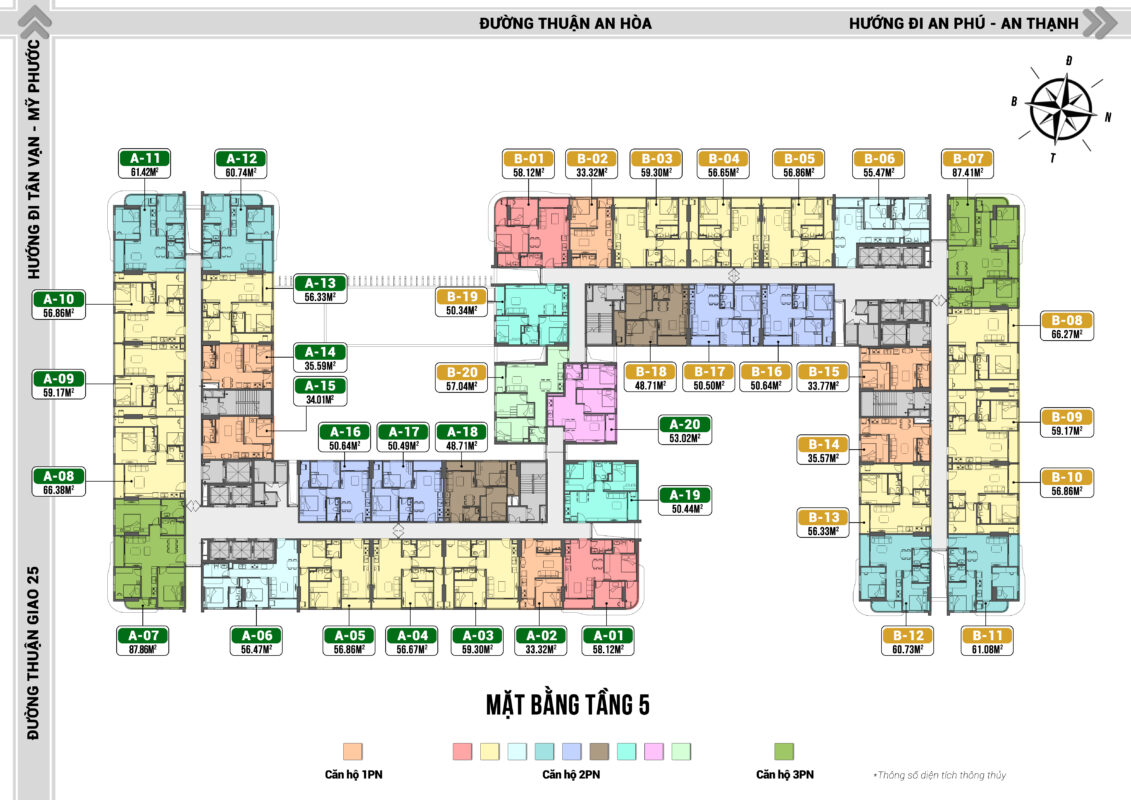 ĐƯỜNG THUẬN AN HÒA
HƯỚNG ĐI AN PHÚ - AN THẠNH
HƯỚNG ĐI TÂN VẠN - MỸ PHƯỚC
ĐƯỜNG THUẬN GIAO 25
Đ
B
N
T
A-11
61.42M²
A-12
60.74M²
B-01
58.12M²
B-02
33.32M²
B-03
59.30M²
B-04
56.65M²
B-05
56.86M²
B-06
55.47M²
B-07
87.41M²
A-10
56.86M²
A-13
56.33M²
B-19
50.34M²
B-08
66.27M²
A-14
35.59M²
A-09
59.17M²
A-15
34.01M²
B-20
57.04M²
B-18
48.71M²
B-17
50.50M²
B-16
50.64M²
B-15
33.77M²
A-16
50.64M²
A-17
50.49M²
A-18
48.71M²
A-20
53.02M²
B-14
35.57M²
B-09
59.17M²
A-08
66.38M²
A-19
50.44M²
B-10
56.86M²
B-13
56.33M²
A-07
87.86M²
A-06
56.47M²
A-05
56.86M²
A-04
56.67M²
A-03
59.30M²
A-02
33.32M²
A-01
58.12M²
B-12
60.73M²
B-11
61.08M²
MẶT BẰNG TẦNG 5
Căn hộ 1PN
Căn hộ 2PN
Căn hộ 3PN
*Thông số diện tích thông thủy